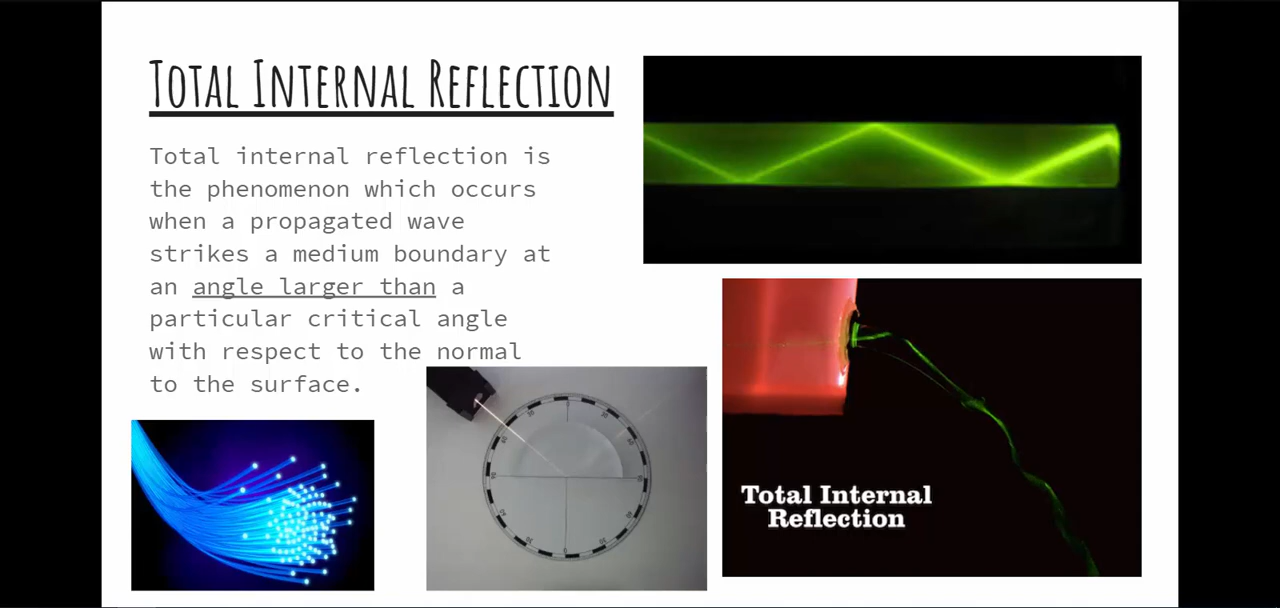 Total Internal Reflection
Total internal reflection is
the phenomenon which occurs
when a propagated wave
strikes a medium boundary at
an angle larger than a
particular critical angle
with respect to the normal
to the surface.
Total Internal
Reflection